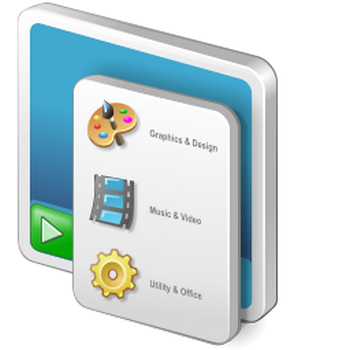 Graphics & Design
Music & Video
Utility & Office